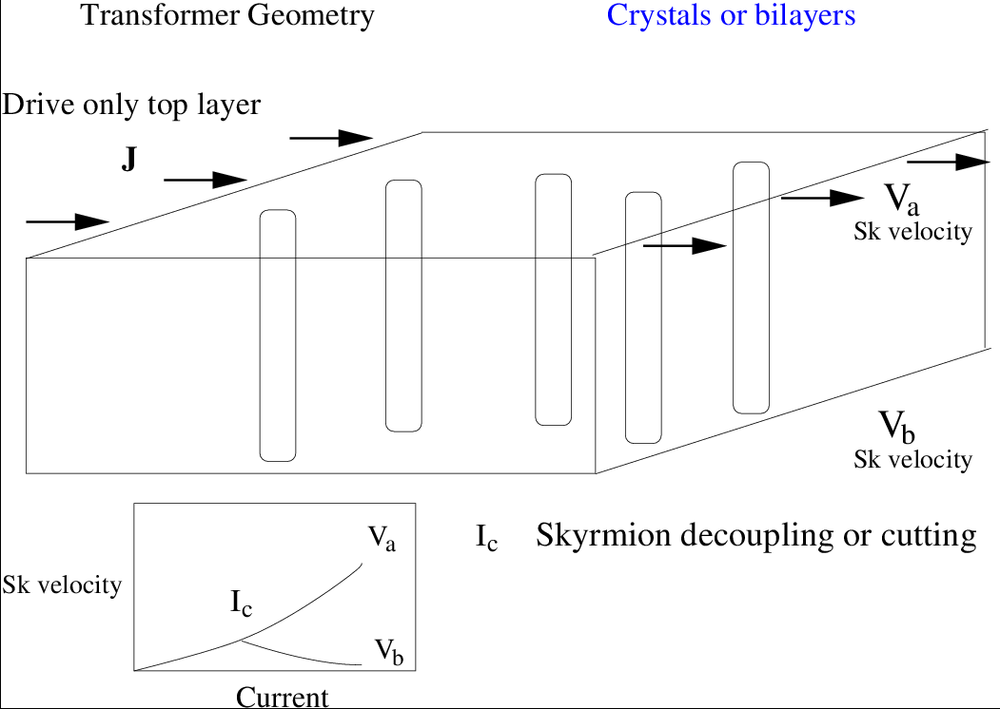 Transformer Geometry
Crystals or bilayers
Drive only top layer
J
Va
Sk velocity
Vb
Sk velocity
Ic Skyrmion decoupling or cutting
Va
Sk velocity
Ic
Vb
Current